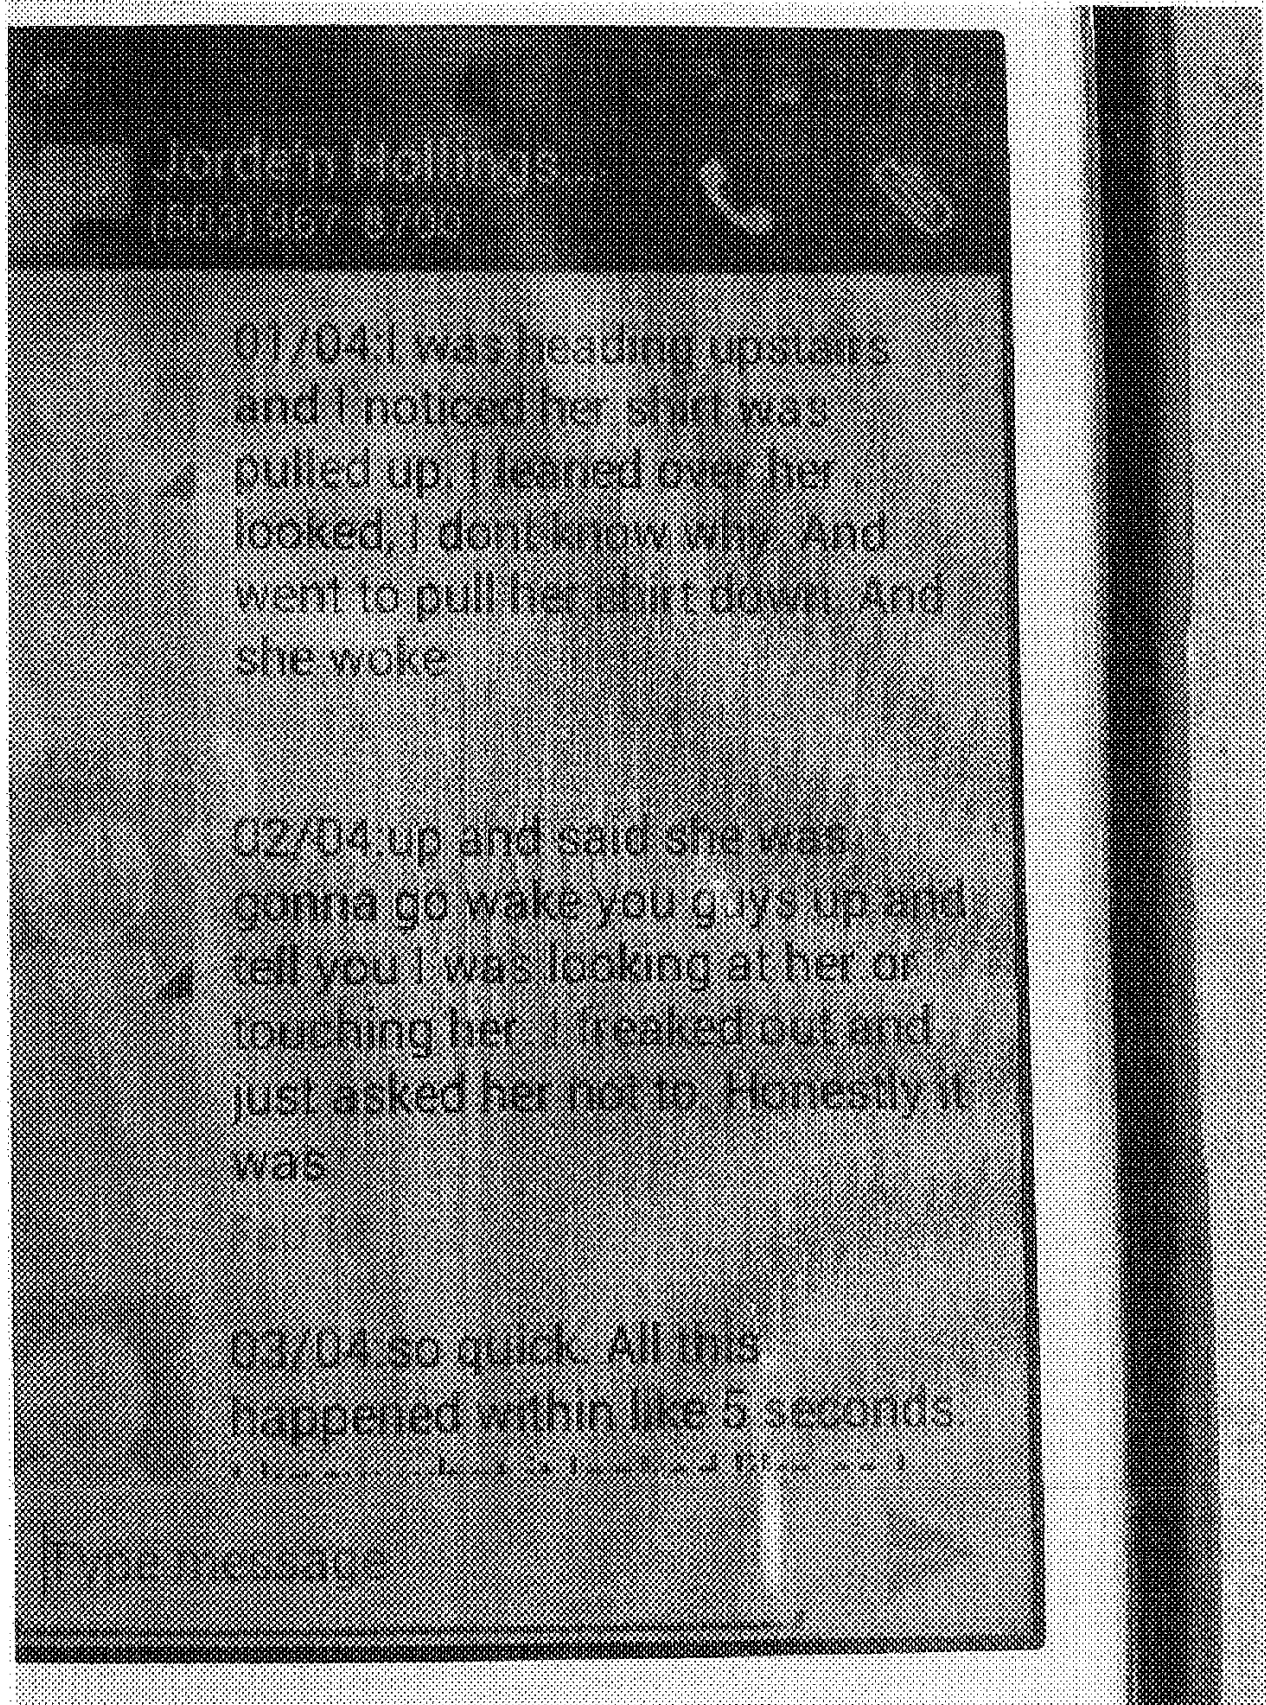 01/04:I was heading upstairs
and I noticed her shirt was
pulled up, I leaned over her
looked, I dont know why. And
went to pull her shirt down. And
she woke
02/04:up and said she was
gonna go wake you guys up and
tell you I was looking at her or
touching her. I freaked out and
just asked her not to. Honestly it
was
03/04:so quick. All this
happened within like 5 seconds.
Type message